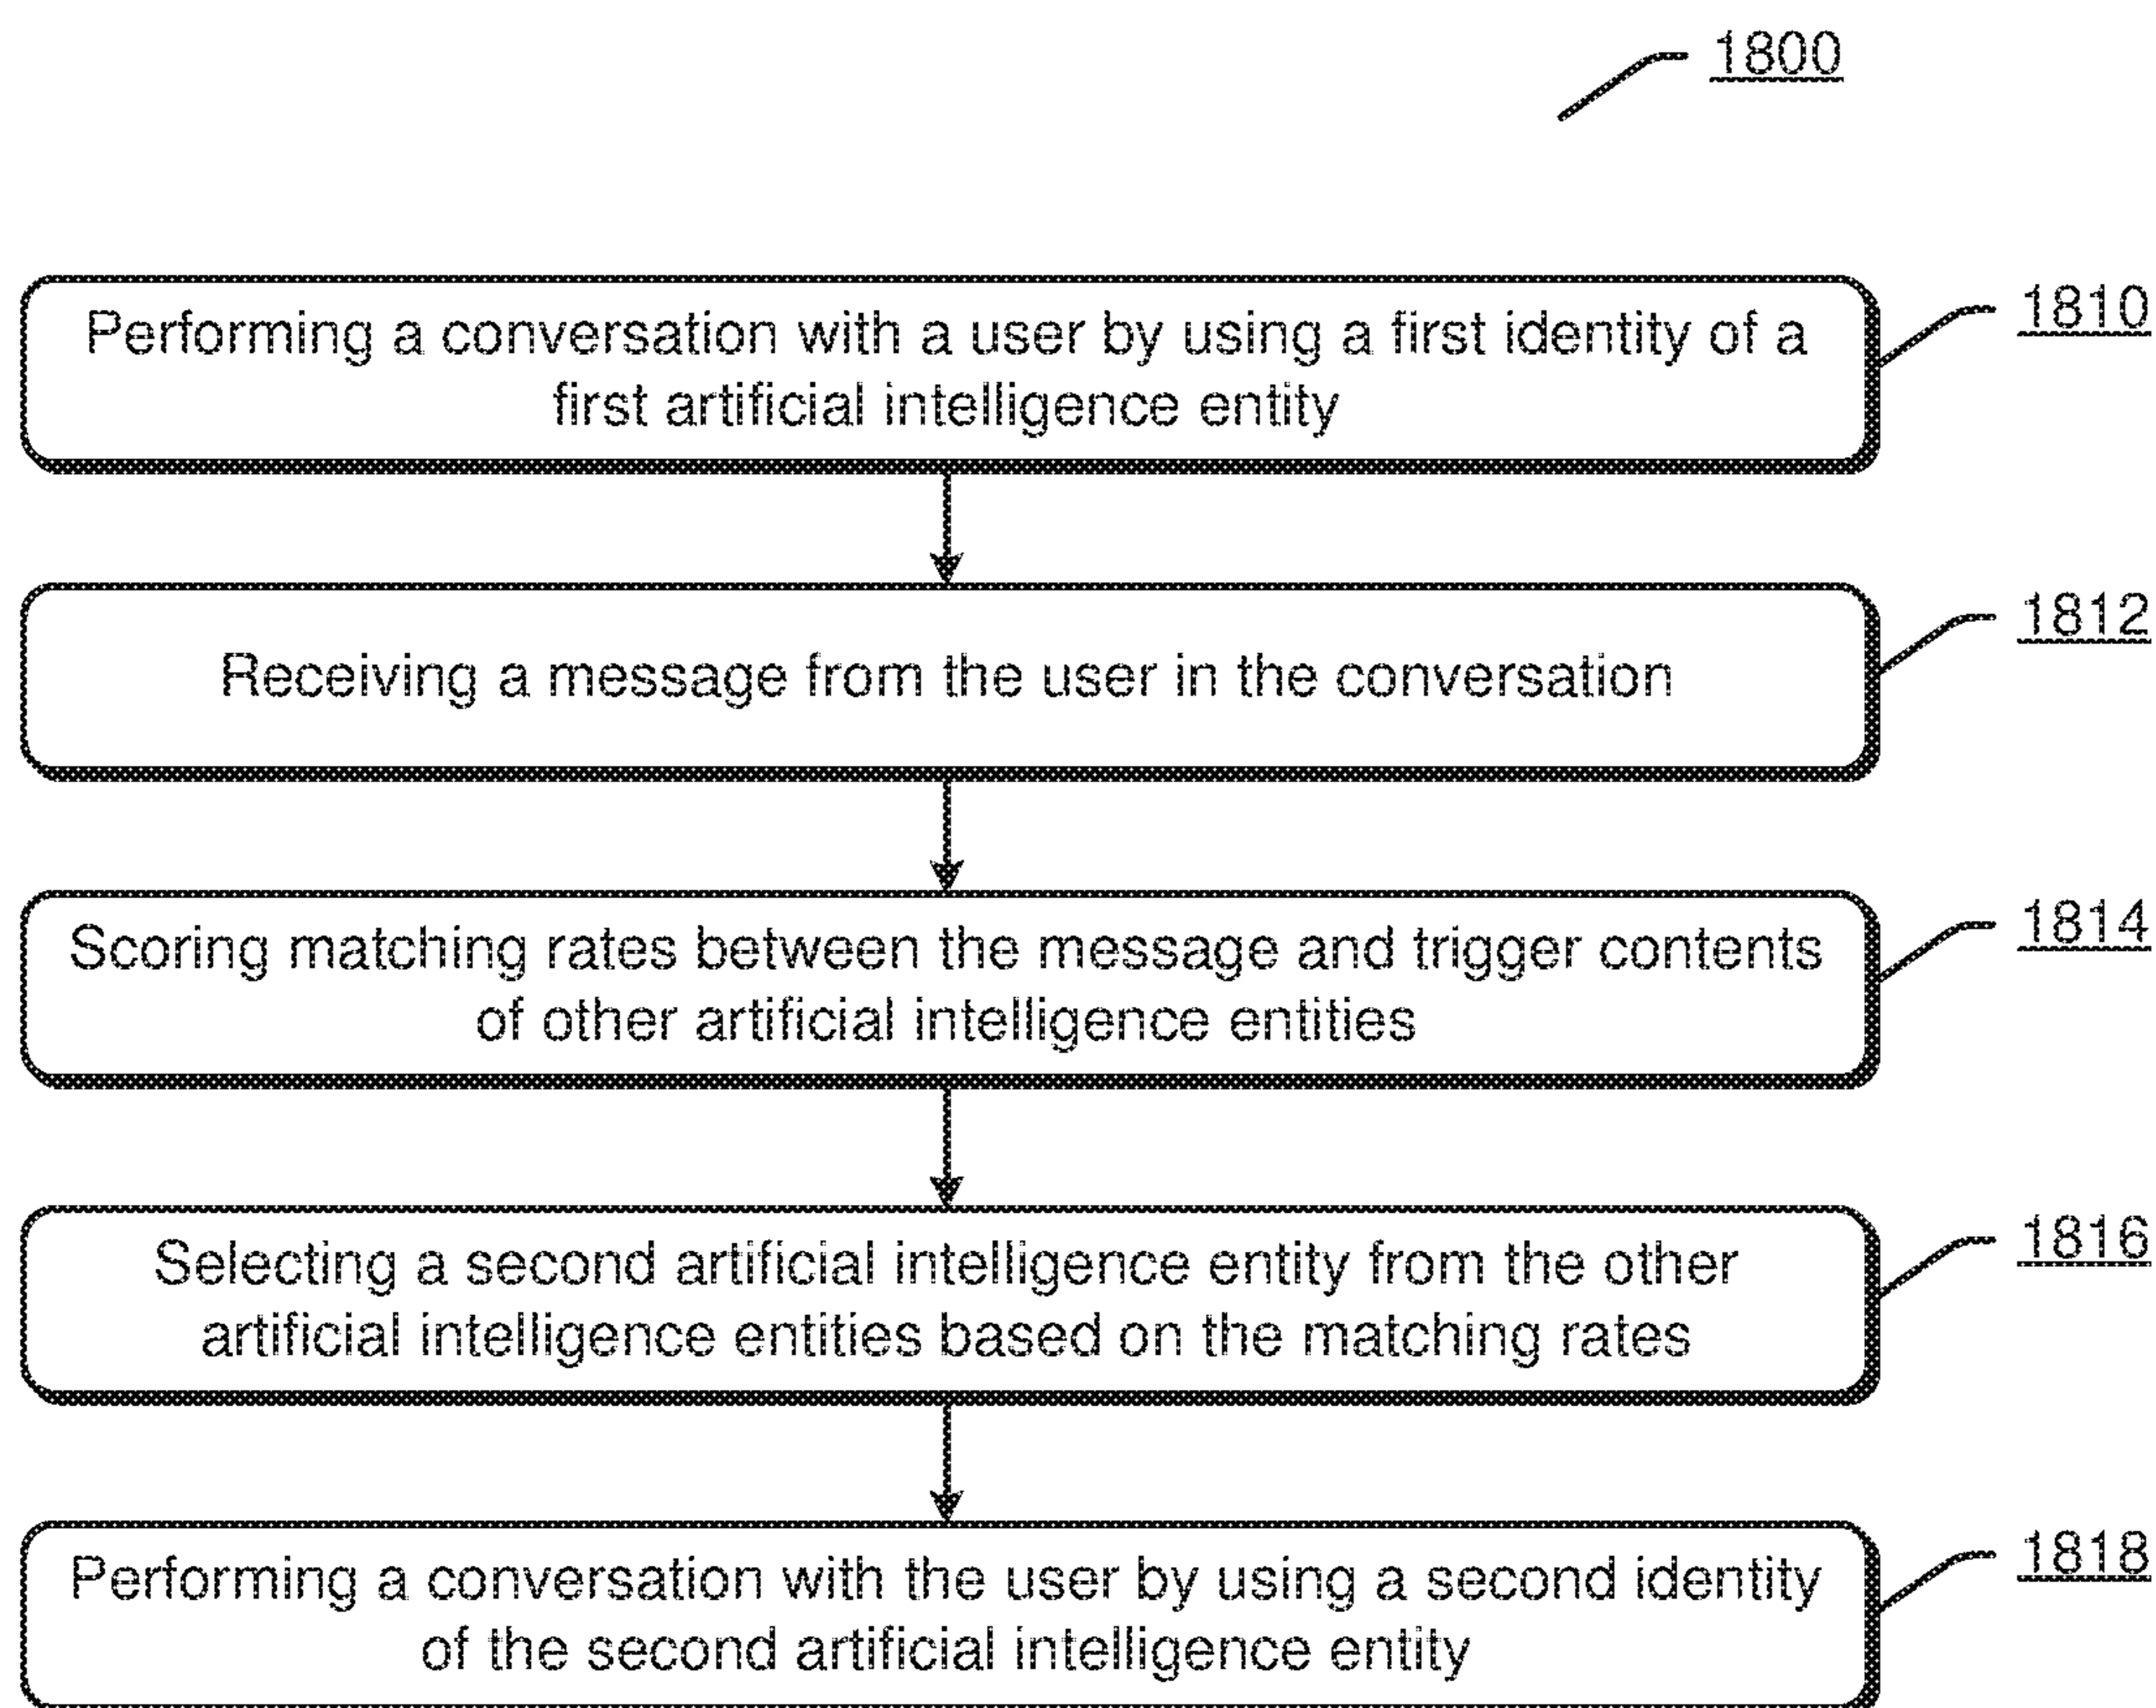 1800
Performing a conversation with a user by using a first identity of a
first artificial intelligence entity
1810
Receiving a message from the user in the conversation
1812
Scoring matching rates between the message and trigger contents
of other artificial intelligence entities
1814
Selecting a second artificial intelligence entity from the other
artificial intelligence entities based on the matching rates
1816
Performing a conversation with the user by using a second identity
of the second artificial intelligence entity
1818